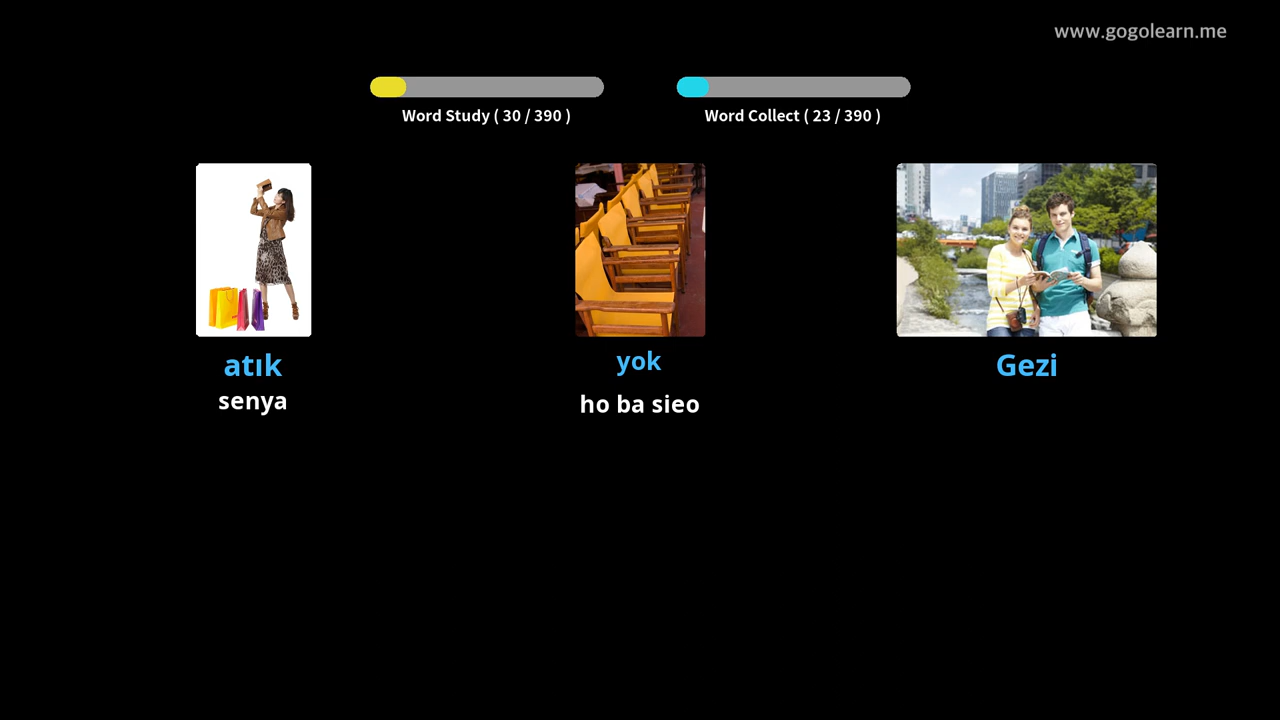 www.gogolearn.me
Word Study ( 30 / 390 )
Word Collect ( 23 / 390 )
atık
senya
yok
ho ba sieo
Gezi